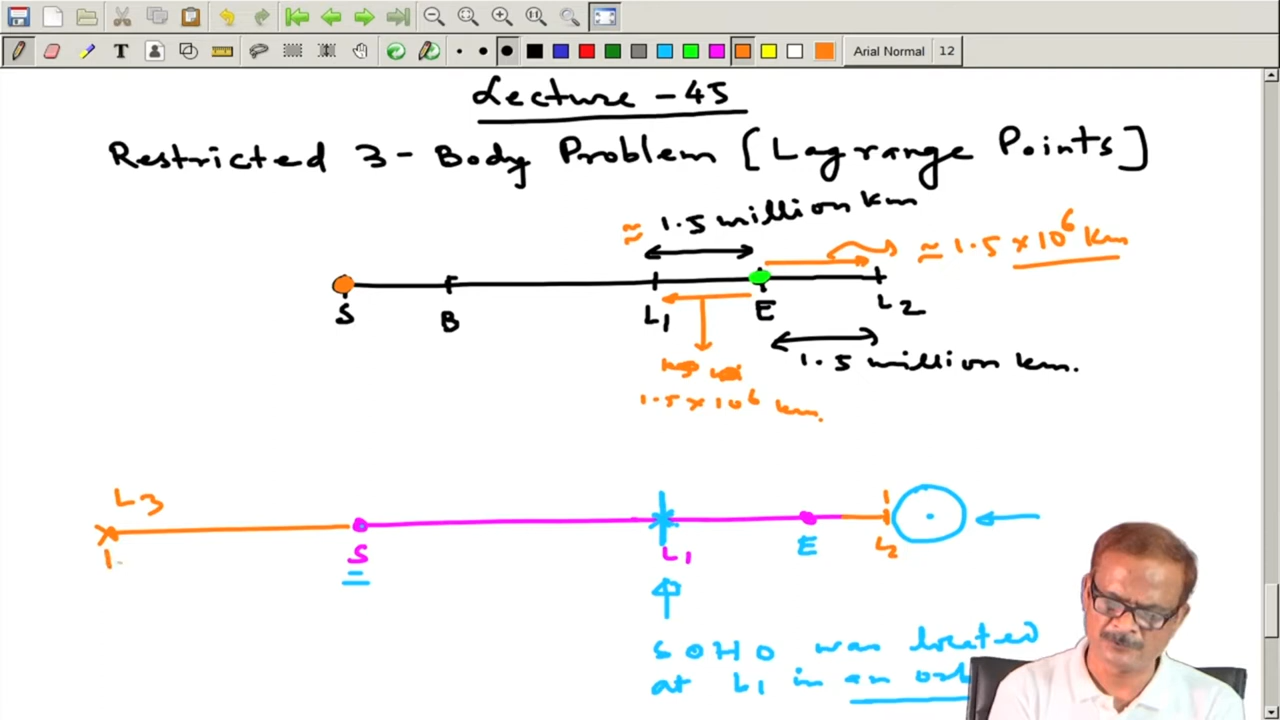 Arial Normal 12
Lecture - 45
Restricted 3 - Body Problem [Lagrange Points]
≈ 1.5 million km
≈ 1.5 × 10⁶ km
S B L₁ E L₂
1.5 million km.
1.5 × 10⁶ km.
L3
S L₁ E L₂
SOHO was located
at L1 in an